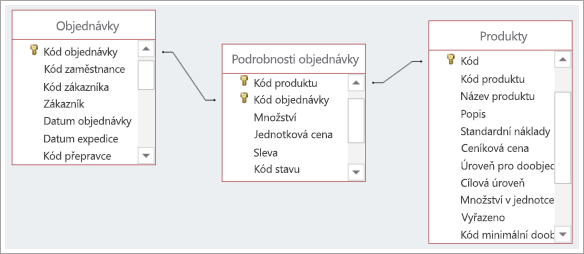 Objednávky
Kód objednávky
Kód zaměstnance
Kód zákazníka
Zákazník
Datum objednávky
Datum expedice
Kód přepravce
Podrobnosti objednávky
Kód produktu
Kód objednávky
Množství
Jednotková cena
Sleva
Kód stavu
Produkty
Kód
Kód produktu
Název produktu
Popis
Standardní náklady
Ceníková cena
Úroveň pro doobjed
Cílová úroveň
Množství v jednotce
Vyřazeno
Kód minimální doob